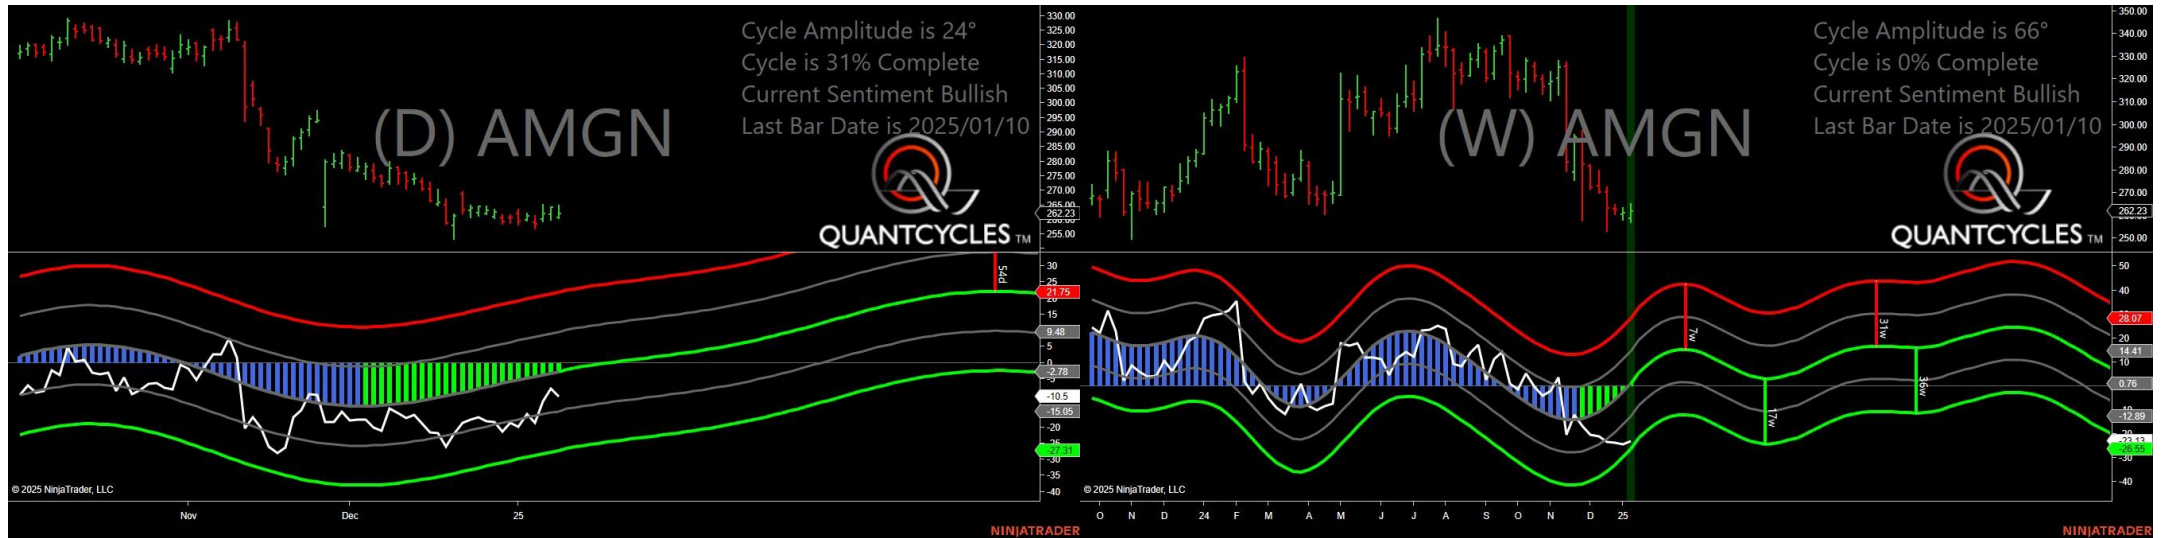 Cycle Amplitude is 24°
Cycle is 31% Complete
Current Sentiment Bullish
Last Bar Date is 2025/01/10
(D) AMGN
QUANTCYCLES TM
330.00
325.00
320.00
315.00
310.00
305.00
300.00
295.00
290.00
285.00
280.00
275.00
270.00
265.00
262.23
255.00
54d
30
25
21.75
15
9.48
5
0
-2.78
-10.5
-15.05
-20
-25
-27.31
-30
-35
-40
© 2025 NinjaTrader, LLC
Nov
Dec
25
NINJATRADER
Cycle Amplitude is 66°
Cycle is 0% Complete
Current Sentiment Bullish
Last Bar Date is 2025/01/10
(W) AMGN
QUANTCYCLES TM
350.00
340.00
330.00
320.00
310.00
300.00
290.00
280.00
270.00
262.23
250.00
7w
17w
31w
36w
50
40
28.07
20
14.41
10
0.76
-12.89
-23.13
-26.55
-30
-40
© 2025 NinjaTrader, LLC
O N D 24 F M A M J J A S O N D 25
NINJATRADER